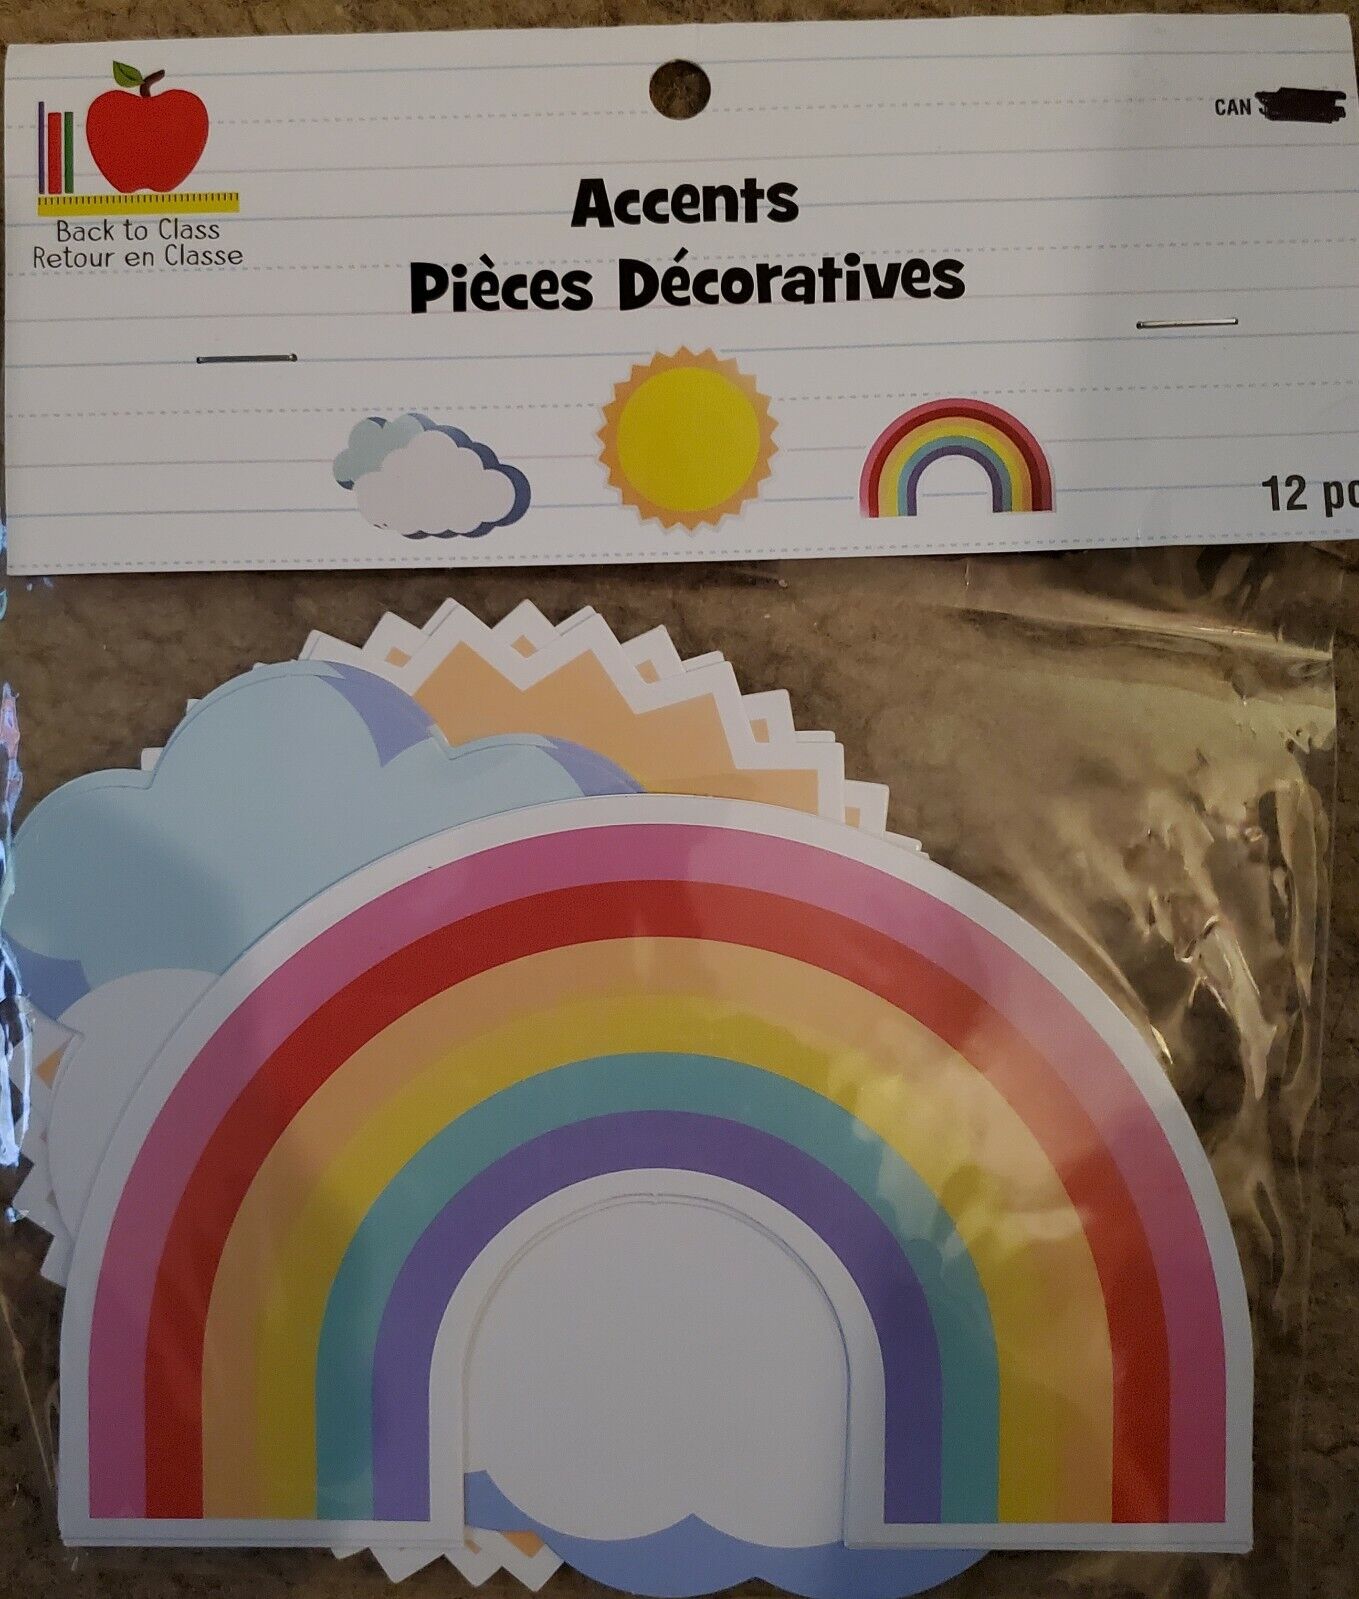 Back to Class
Retour en Classe
CAN
Accents
Pièces Décoratives
12 pc